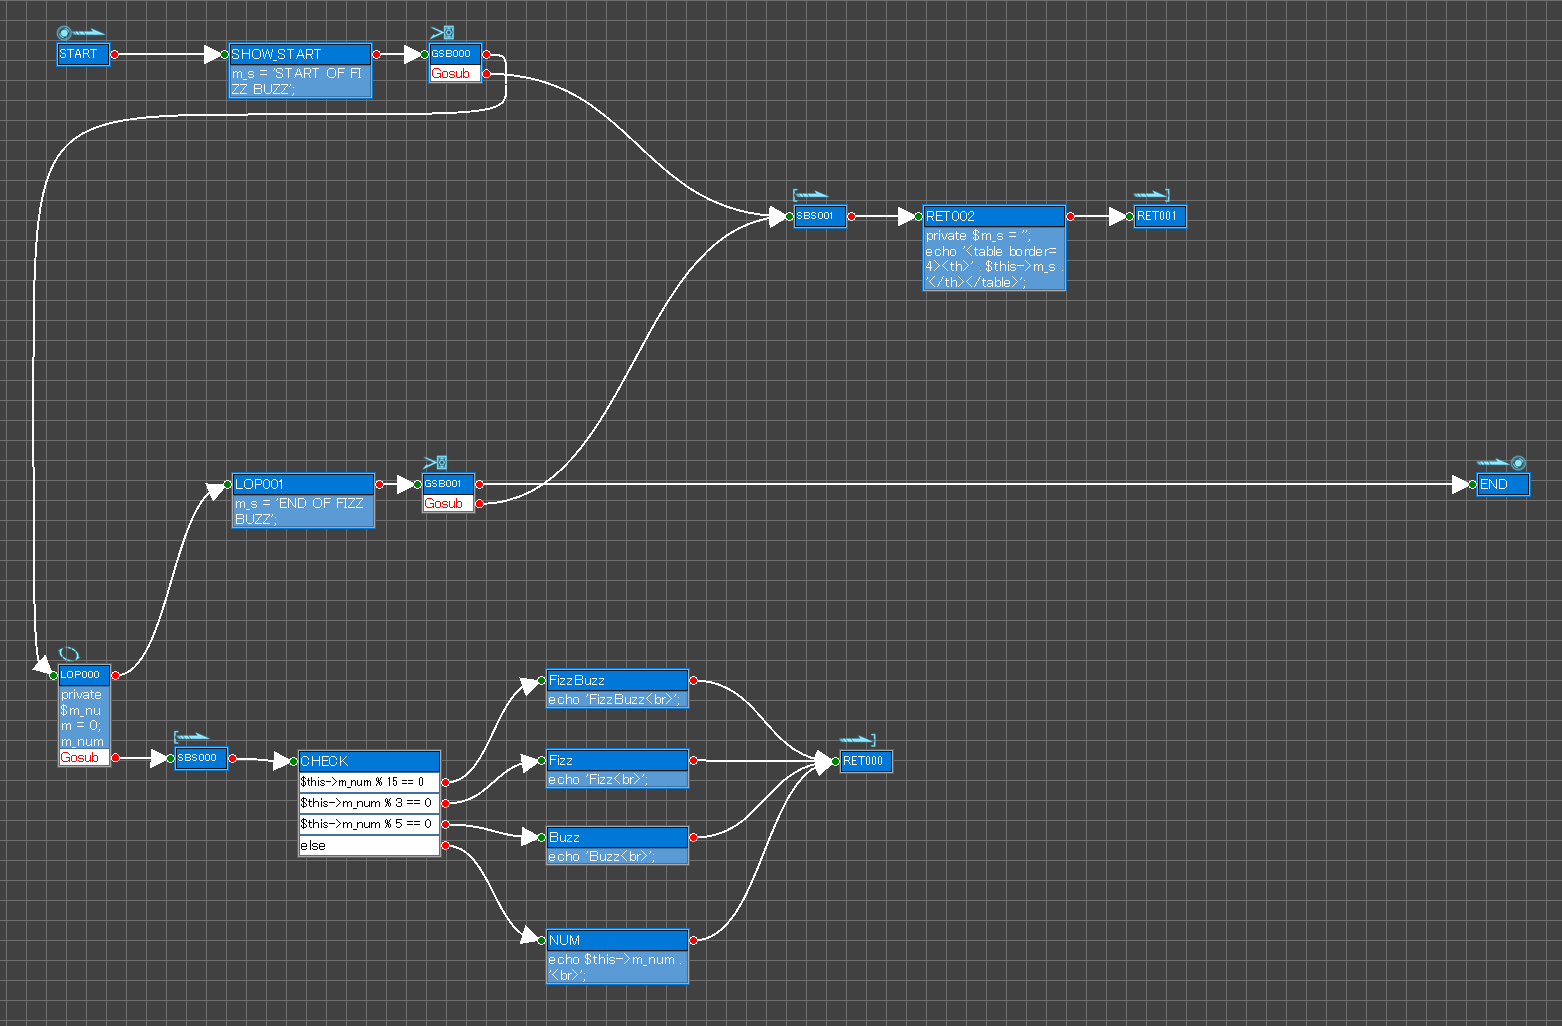 START
SHOW_START
m_s = 'START OF FI
ZZ BUZZ';
GSB000
Gosub
SBS001
RET002
private $m_s = '';
echo '<table border=
4><th>' . $this->m_s .
'</th></table>';
RET001
LOP001
m_s = 'END OF FIZZ
BUZZ';
GSB001
Gosub
END
LOP000
private
$m_nu
m = 0;
m_num
Gosub
SBS000
CHECK
$this->m_num % 15 == 0
$this->m_num % 3 == 0
$this->m_num % 5 == 0
else
FizzBuzz
echo 'FizzBuzz<br>';
Fizz
echo 'Fizz<br>';
Buzz
echo 'Buzz<br>';
NUM
echo $this->m_num .
'<br>';
RET000